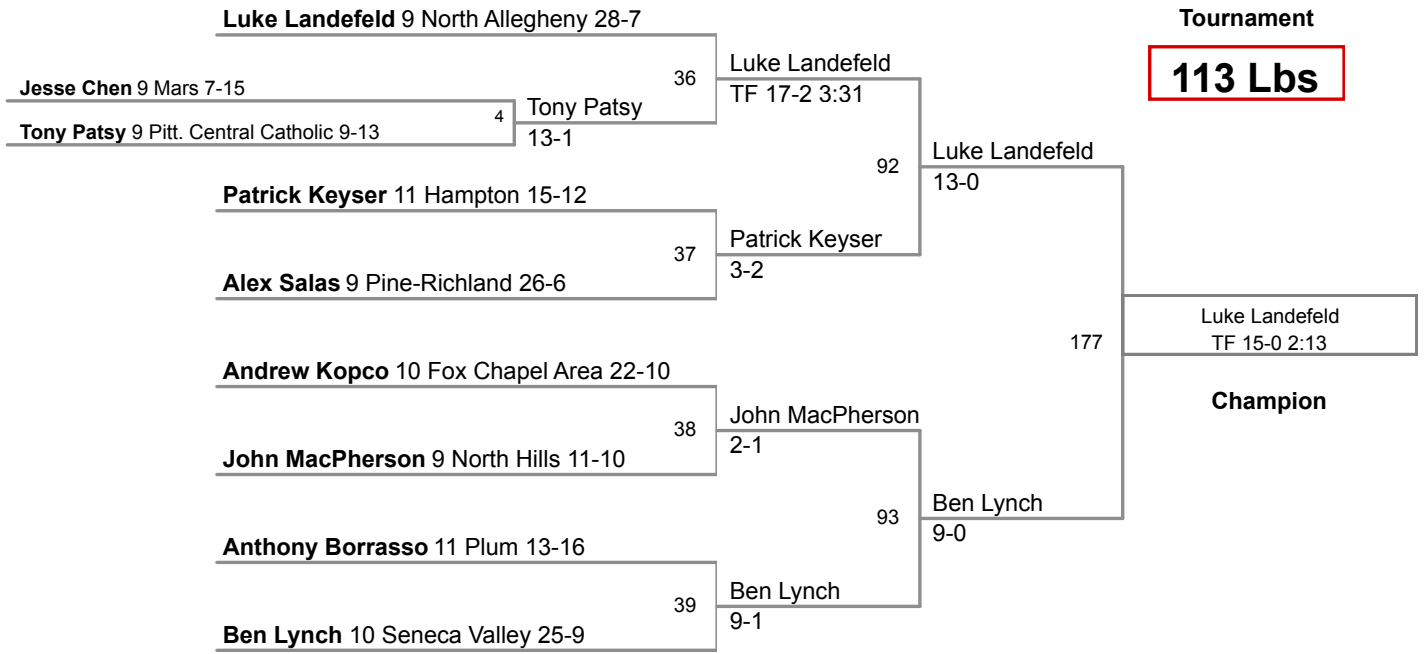 Luke Landefeld 9 North Allegheny 28-7
Tournament
113 Lbs
Jesse Chen 9 Mars 7-15
Tony Patsy 9 Pitt. Central Catholic 9-13
4
Tony Patsy
13-1
36
Luke Landefeld
TF 17-2 3:31
Patrick Keyser 11 Hampton 15-12
Alex Salas 9 Pine-Richland 26-6
37
Patrick Keyser
3-2
92
Luke Landefeld
13-0
Andrew Kopco 10 Fox Chapel Area 22-10
John MacPherson 9 North Hills 11-10
38
John MacPherson
2-1
Anthony Borrasso 11 Plum 13-16
Ben Lynch 10 Seneca Valley 25-9
39
Ben Lynch
9-1
93
Ben Lynch
9-0
177
Luke Landefeld
TF 15-0 2:13
Champion